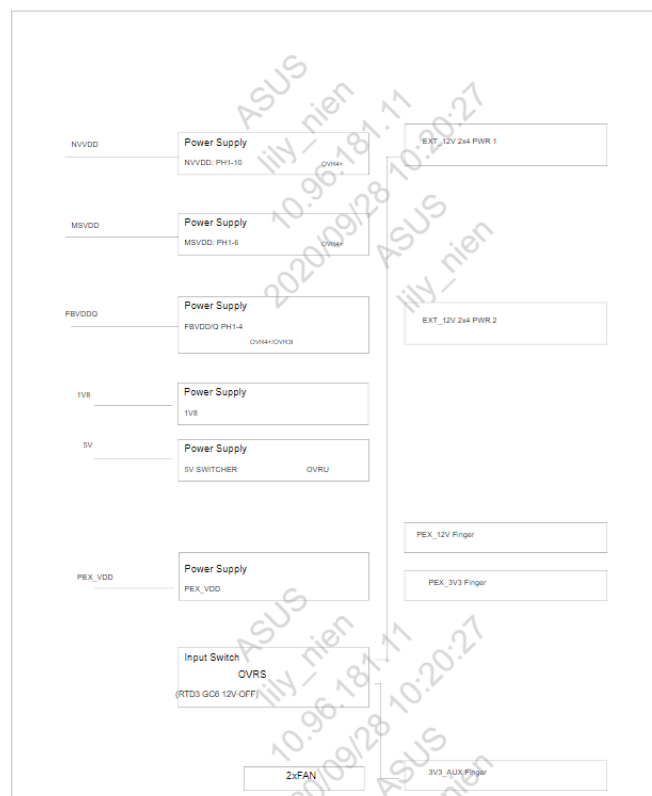 NVVDD
Power Supply
NVVDD: PH1-10
OVR4+
EXT_12V 2x4 PWR 1
MSVDD
Power Supply
MSVDD: PH1-6
OVR4+
FBVDDQ
Power Supply
FBVDD/Q PH1-4
OVR4+/OVR3i
EXT_12V 2x4 PWR 2
1V8
Power Supply
1V8
5V
Power Supply
5V SWITCHER
OVRU
PEX_12V Finger
PEX_VDD
Power Supply
PEX_VDD
PEX_3V3 Finger
Input Switch
OVRS
(RTD3 GC6 12V-OFF)
2xFAN
3V3_AUX Finger
ASUS
lily_nien
10.96.181.11
2020/09/28 10:20:27
ASUS
lily_nien
ASUS
lily_nien
10.96.181.11
2020/09/28 10:20:27
ASUS
lily_nien